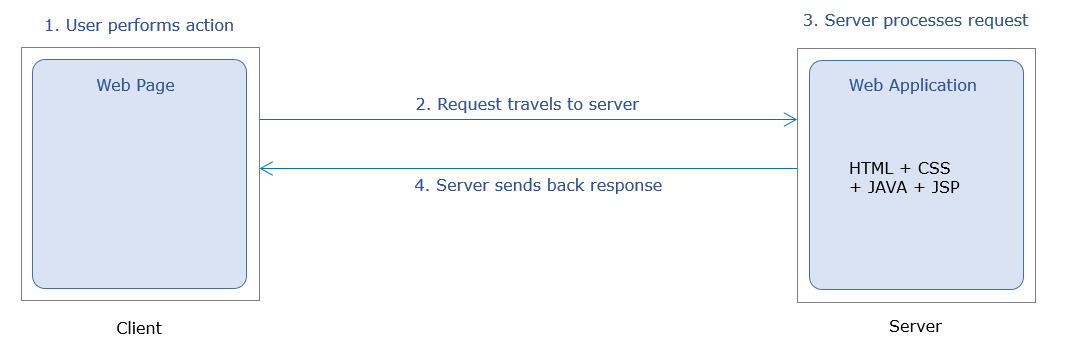 1. User performs action
3. Server processes request
Web Page
Web Application
2. Request travels to server
HTML + CSS
+ JAVA + JSP
4. Server sends back response
Client
Server